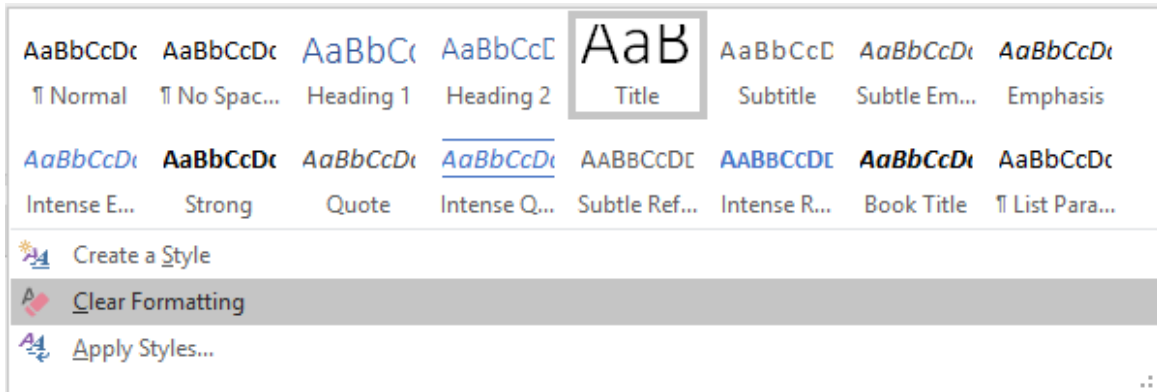 AaBbCcDc AaBbCcDc AaBbCc AaBbCcD AaB AaBbCcD AaBbCcDc AaBbCcDc
¶ Normal ¶ No Spac... Heading 1 Heading 2 Title Subtitle Subtle Em... Emphasis
AaBbCcDc AaBbCcDc AaBbCcDc AaBbCcDc AABBCCDD AABBCCDD AaBbCcDc AaBbCcDc
Intense E... Strong Quote Intense Q... Subtle Ref... Intense R... Book Title ¶ List Para...
Create a Style
Clear Formatting
Apply Styles...